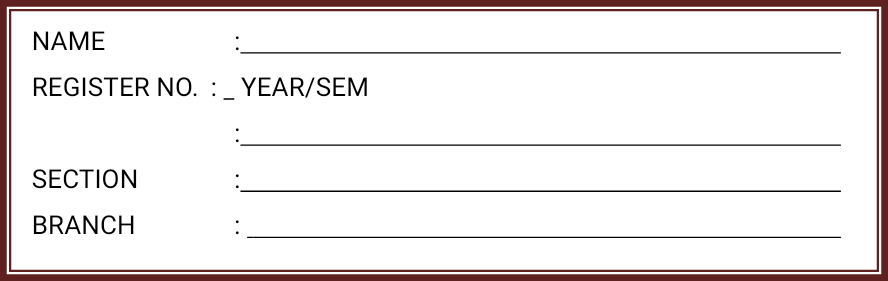 NAME :
REGISTER NO. : _ YEAR/SEM
:
SECTION :
BRANCH :